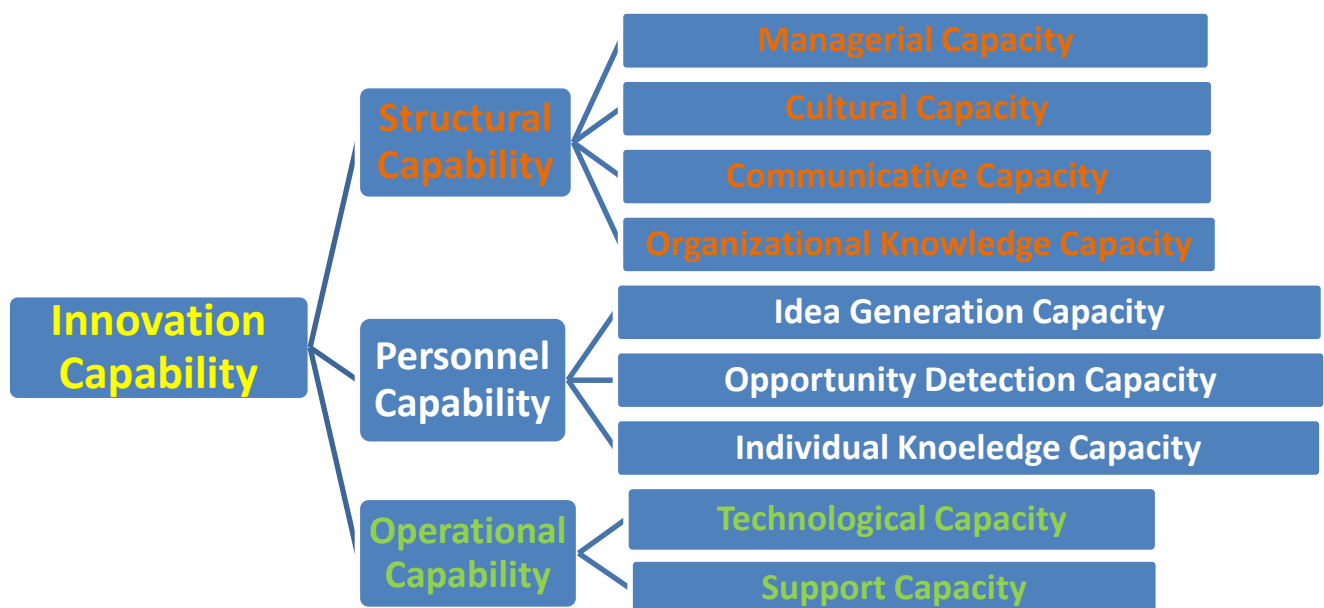 Innovation
Capability
Structural
Capability
Managerial Capacity
Cultural Capacity
Communicative Capacity
Organizational Knowledge Capacity
Personnel
Capability
Idea Generation Capacity
Opportunity Detection Capacity
Individual Knoeledge Capacity
Operational
Capability
Technological Capacity
Support Capacity